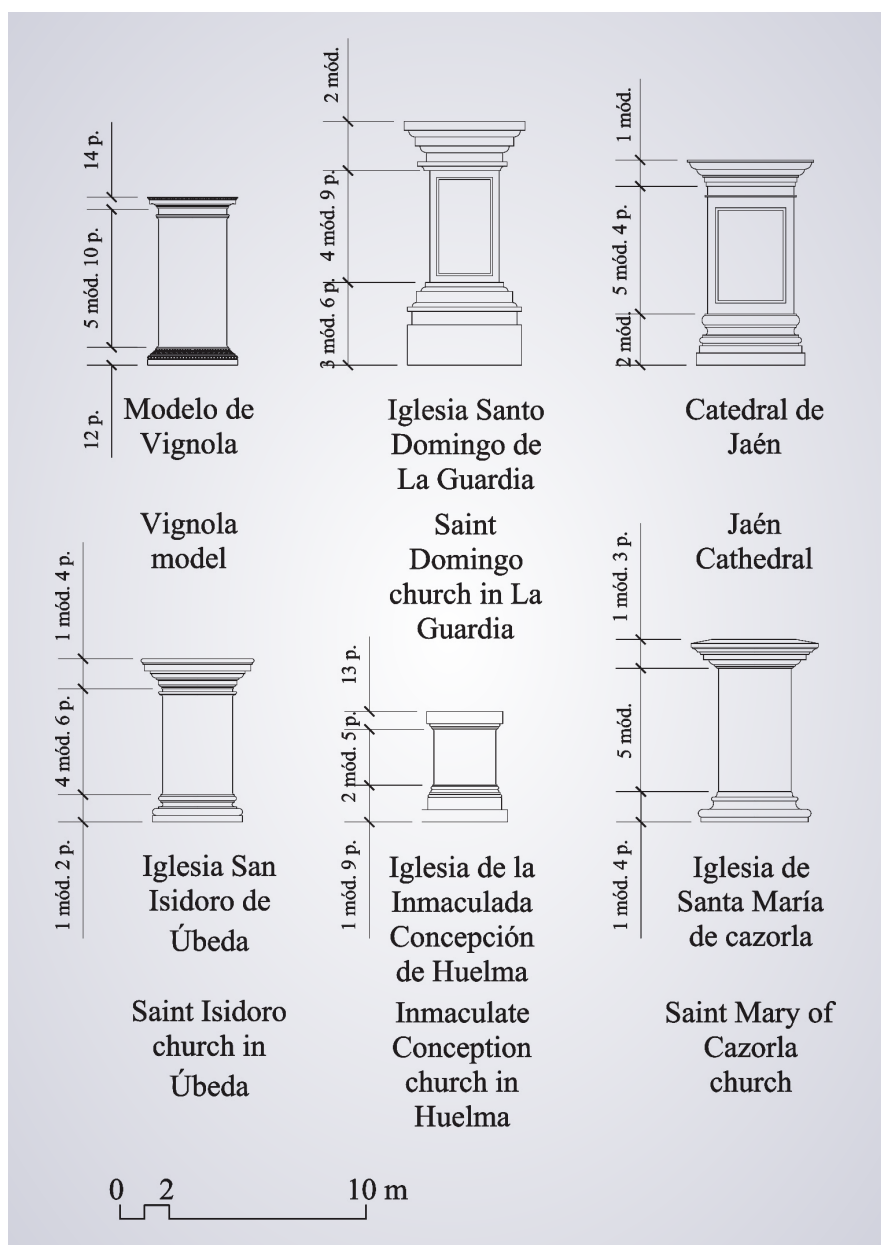 14 p.
5 mód. 10 p.
12 p.
Modelo de
Vignola
Vignola
model
2 mód.
4 mód. 9 p.
3 mód. 6 p.
Iglesia Santo
Domingo de
La Guardia
Saint
Domingo
church in La
Guardia
1 mód.
5 mód. 4 p.
2 mód.
Catedral de
Jaén
Jaén
Cathedral
1 mód. 4 p.
4 mód. 6 p.
1 mód. 2 p.
Iglesia San
Isidoro de
Úbeda
Saint Isidoro
church in
Úbeda
13 p.
2 mód. 5 p.
1 mód. 9 p.
Iglesia de la
Inmaculada
Concepción
de Huelma
Inmaculate
Conception
church in
Huelma
1 mód. 3 p.
5 mód.
1 mód. 4 p.
Iglesia de
Santa María
de cazorla
Saint Mary of
Cazorla
church
0 2 10 m